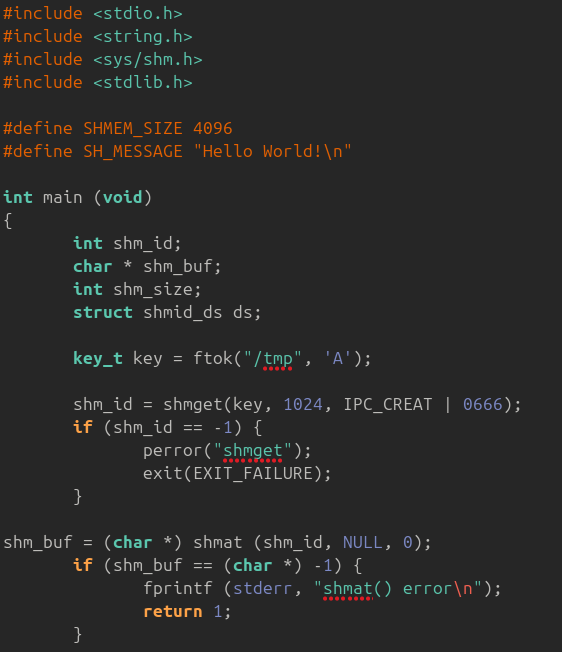 #include <stdio.h>
#include <string.h>
#include <sys/shm.h>
#include <stdlib.h>

#define SHMEM_SIZE 4096
#define SH_MESSAGE "Hello World!\n"

int main (void)
{
       int shm_id;
       char * shm_buf;
       int shm_size;
       struct shmid_ds ds;

       key_t key = ftok("/tmp", 'A');

       shm_id = shmget(key, 1024, IPC_CREAT | 0666);
       if (shm_id == -1) {
              perror("shmget");
              exit(EXIT_FAILURE);
       }

shm_buf = (char *) shmat (shm_id, NULL, 0);
       if (shm_buf == (char *) -1) {
              fprintf (stderr, "shmat() error\n");
              return 1;
       }